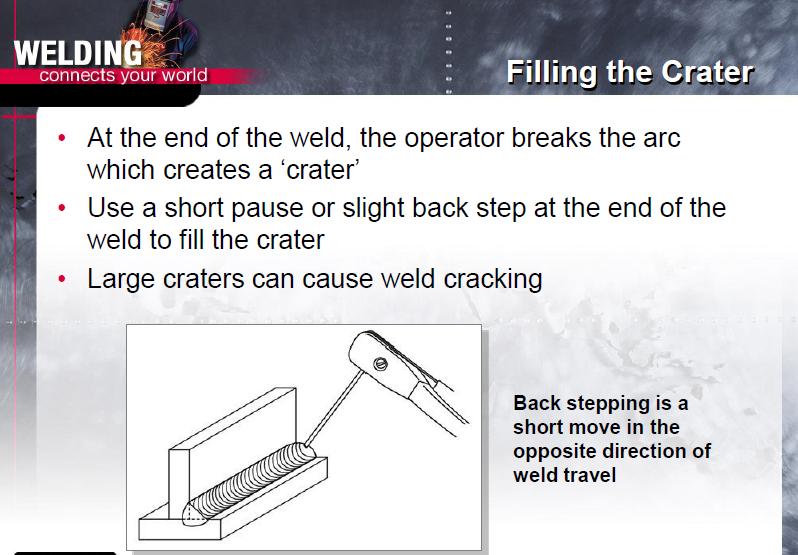 WELDING
connects your world
Filling the Crater
• At the end of the weld, the operator breaks the arc
which creates a ‘crater’
• Use a short pause or slight back step at the end of the
weld to fill the crater
• Large craters can cause weld cracking
Back stepping is a
short move in the
opposite direction of
weld travel